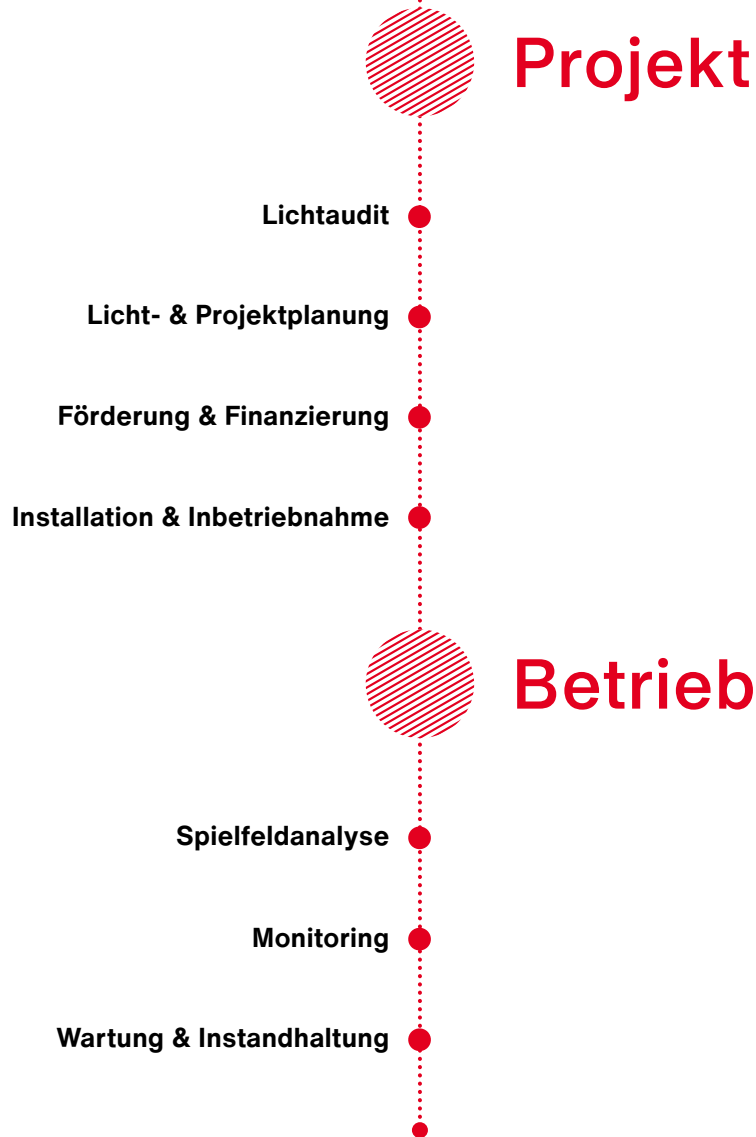 Projekt
Lichtaudit
Licht- & Projektplanung
Förderung & Finanzierung
Installation & Inbetriebnahme
Betrieb
Spielfeldanalyse
Monitoring
Wartung & Instandhaltung